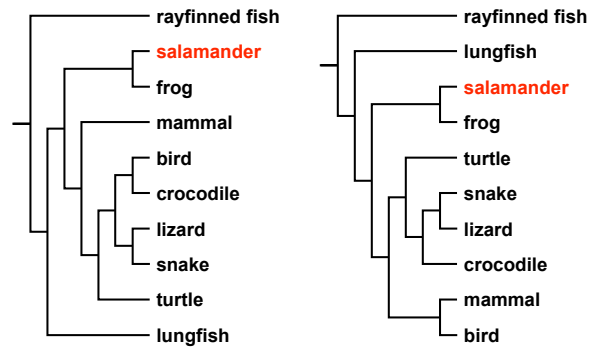 rayfinned fish
salamander
frog
mammal
bird
crocodile
lizard
snake
turtle
lungfish
rayfinned fish
lungfish
salamander
frog
turtle
snake
lizard
crocodile
mammal
bird